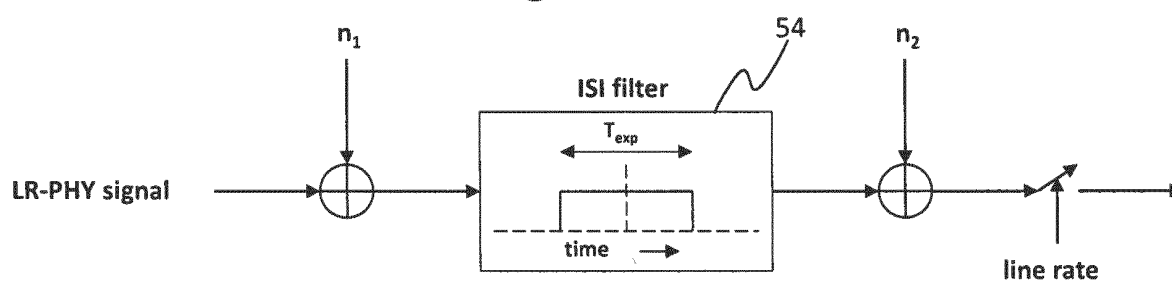 54
n1
n2
ISI filter
Texp
LR-PHY signal
time
line rate